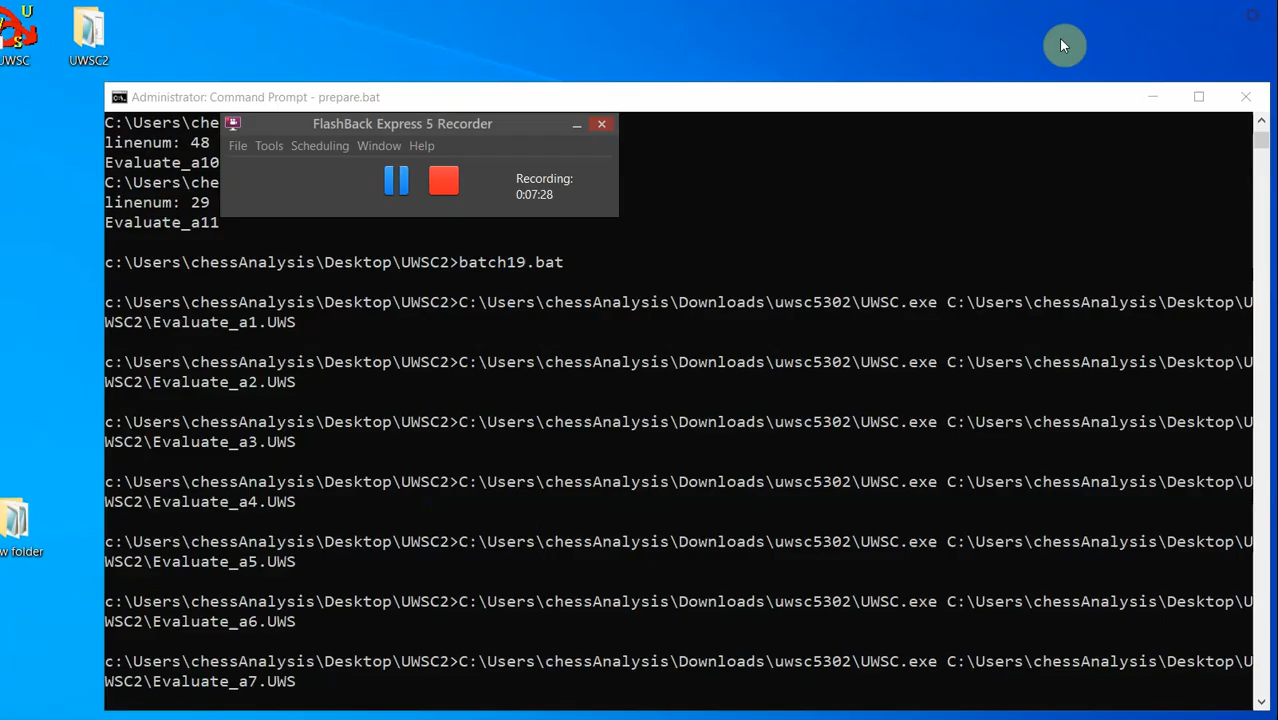 U
S
UWSC
UWSC2
Administrator: Command Prompt - prepare.bat
C:\Users\che
linenum: 48
Evaluate_a10
C:\Users\che
linenum: 29
Evaluate_a11
FlashBack Express 5 Recorder
File Tools Scheduling Window Help
Recording:
0:07:28
c:\Users\chessAnalysis\Desktop\UWSC2>batch19.bat
c:\Users\chessAnalysis\Desktop\UWSC2>C:\Users\chessAnalysis\Downloads\uwsc5302\UWSC.exe C:\Users\chessAnalysis\Desktop\U
WSC2\Evaluate_a1.UWS
c:\Users\chessAnalysis\Desktop\UWSC2>C:\Users\chessAnalysis\Downloads\uwsc5302\UWSC.exe C:\Users\chessAnalysis\Desktop\U
WSC2\Evaluate_a2.UWS
c:\Users\chessAnalysis\Desktop\UWSC2>C:\Users\chessAnalysis\Downloads\uwsc5302\UWSC.exe C:\Users\chessAnalysis\Desktop\U
WSC2\Evaluate_a3.UWS
c:\Users\chessAnalysis\Desktop\UWSC2>C:\Users\chessAnalysis\Downloads\uwsc5302\UWSC.exe C:\Users\chessAnalysis\Desktop\U
WSC2\Evaluate_a4.UWS
c:\Users\chessAnalysis\Desktop\UWSC2>C:\Users\chessAnalysis\Downloads\uwsc5302\UWSC.exe C:\Users\chessAnalysis\Desktop\U
WSC2\Evaluate_a5.UWS
c:\Users\chessAnalysis\Desktop\UWSC2>C:\Users\chessAnalysis\Downloads\uwsc5302\UWSC.exe C:\Users\chessAnalysis\Desktop\U
WSC2\Evaluate_a6.UWS
c:\Users\chessAnalysis\Desktop\UWSC2>C:\Users\chessAnalysis\Downloads\uwsc5302\UWSC.exe C:\Users\chessAnalysis\Desktop\U
WSC2\Evaluate_a7.UWS
w folder